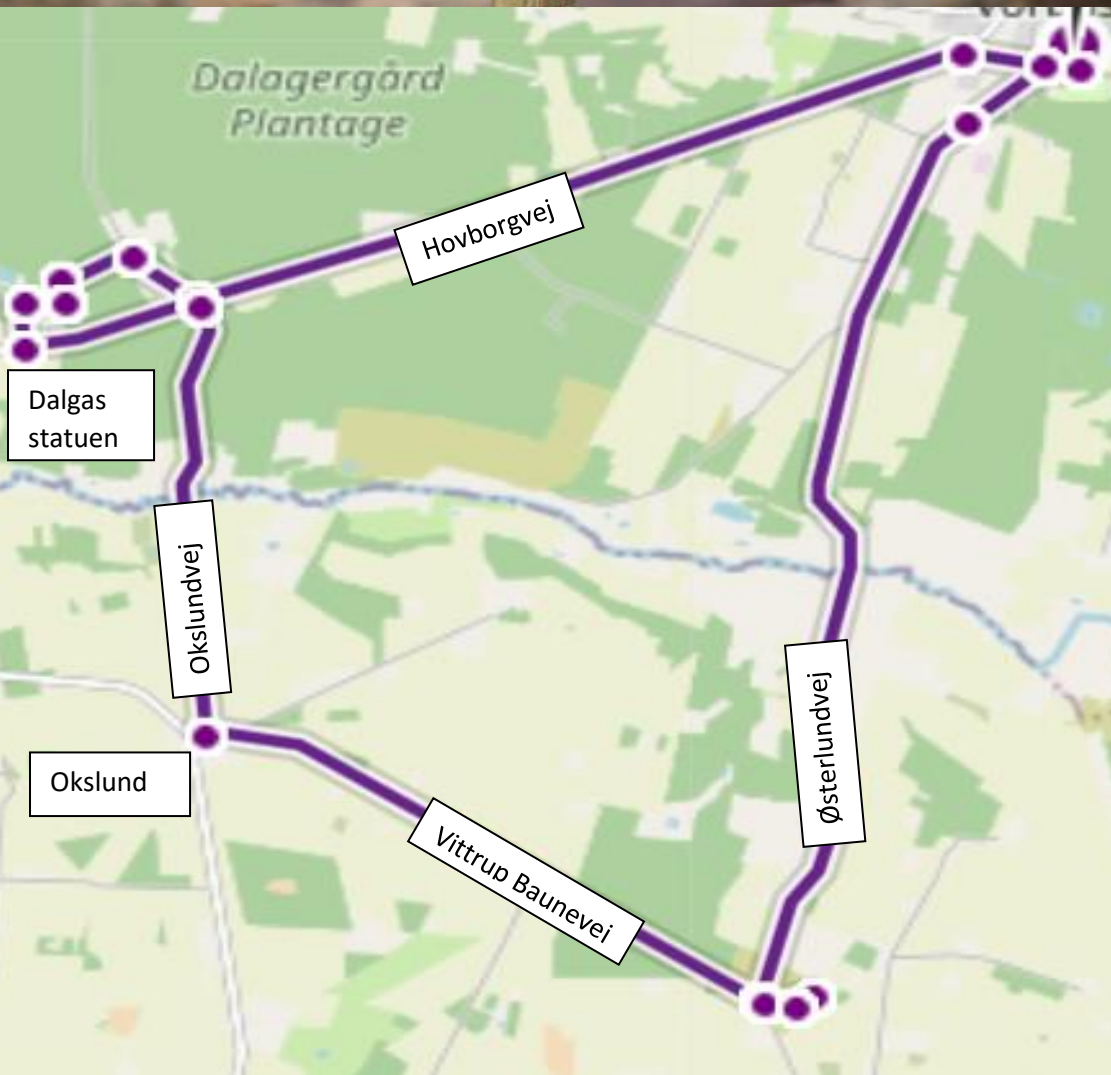 Dalagergård
Plantage
Hovborgvej
Dalgas
statuen
Okslundvej
Østerlundvej
Okslund
Vittrup Baunevej